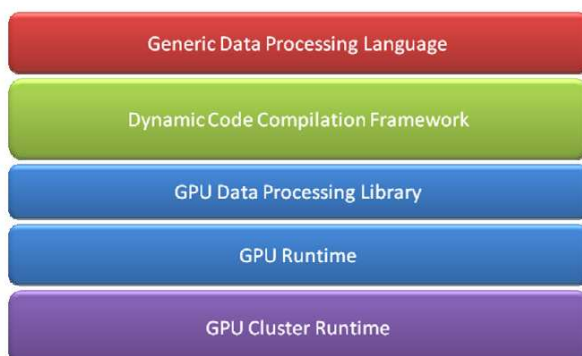 Generic Data Processing Language
Dynamic Code Compilation Framework
GPU Data Processing Library
GPU Runtime
GPU Cluster Runtime